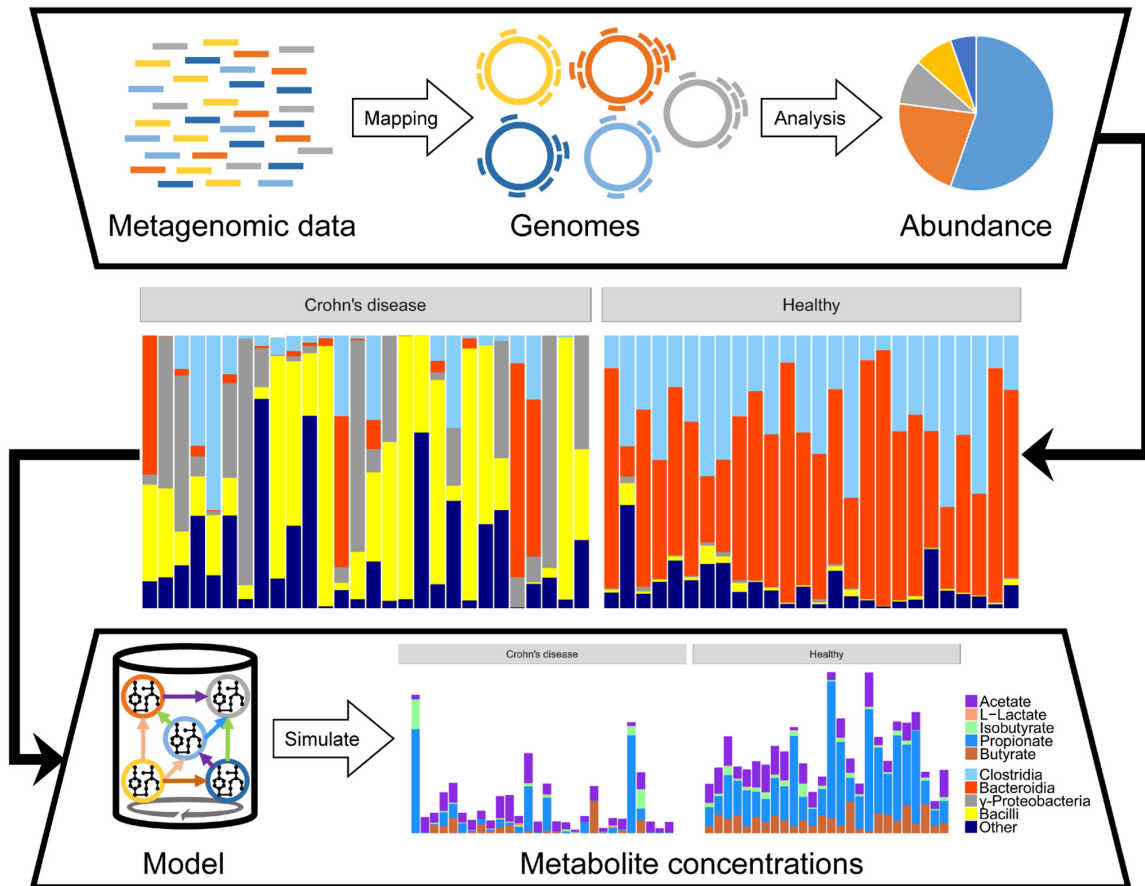 Mapping
Analysis
Metagenomic data
Genomes
Abundance
Crohn's disease
Healthy
Crohn's disease
Healthy
Simulate
Acetate
L-Lactate
Isobutyrate
Propionate
Butyrate
Clostridia
Bacteroidia
γ-Proteobacteria
Bacilli
Other
Model
Metabolite concentrations